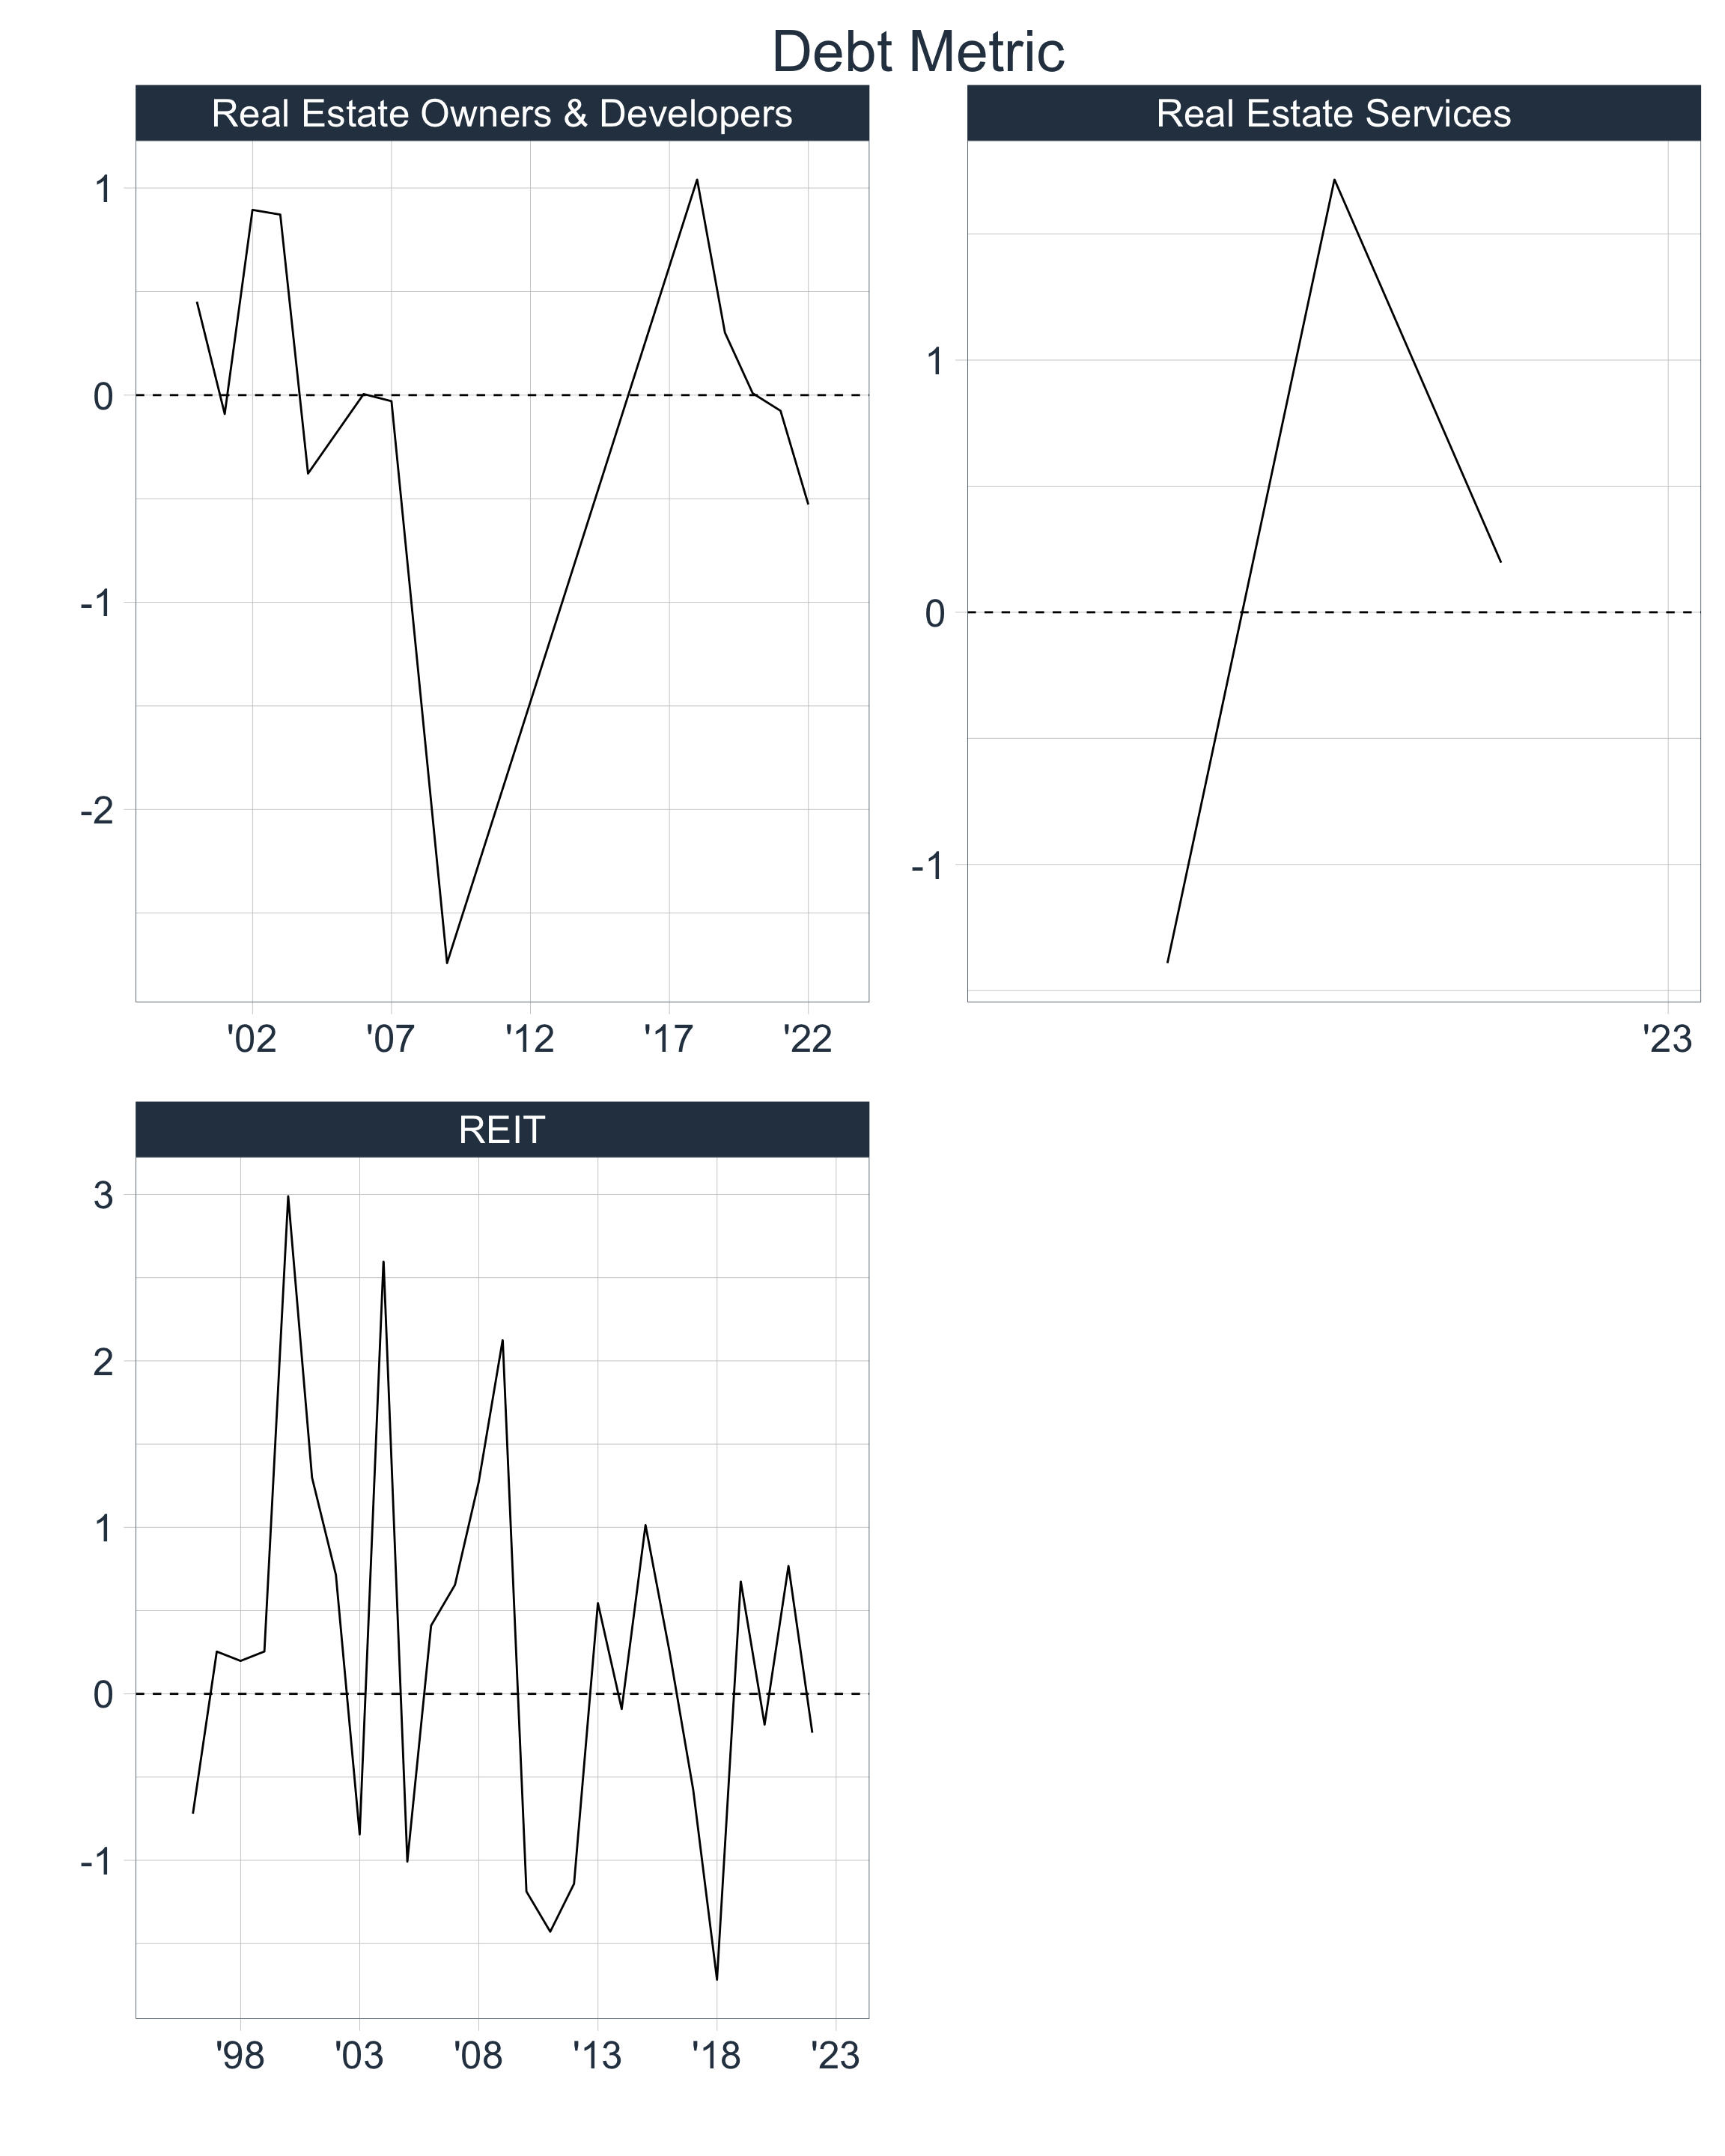 Debt Metric
Real Estate Owners & Developers
1
0
-1
-2
'02 '07 '12 '17 '22
Real Estate Services
1
0
-1
'23
REIT
3
2
1
0
-1
'98 '03 '08 '13 '18 '23